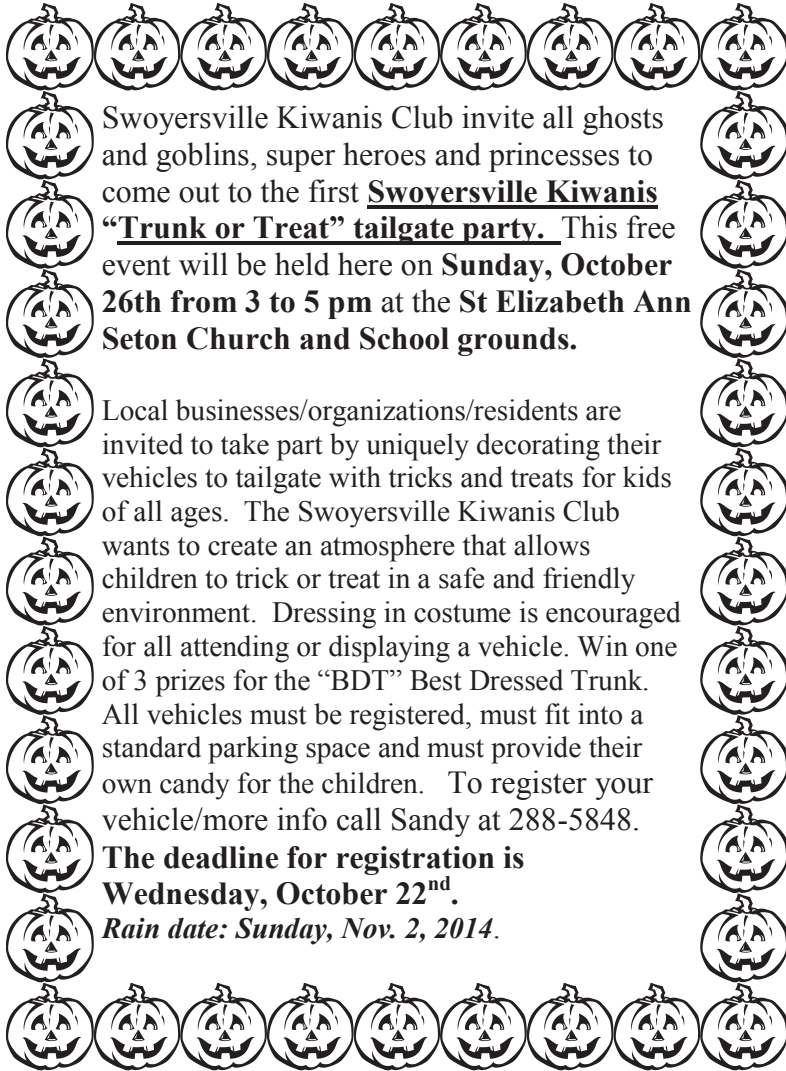 Swoyersville Kiwanis Club invite all ghosts
and goblins, super heroes and princesses to
come out to the first Swoyersville Kiwanis
“Trunk or Treat” tailgate party. This free
event will be held here on Sunday, October
26th from 3 to 5 pm at the St Elizabeth Ann
Seton Church and School grounds.
Local businesses/organizations/residents are
invited to take part by uniquely decorating their
vehicles to tailgate with tricks and treats for kids
of all ages. The Swoyersville Kiwanis Club
wants to create an atmosphere that allows
children to trick or treat in a safe and friendly
environment. Dressing in costume is encouraged
for all attending or displaying a vehicle. Win one
of 3 prizes for the “BDT” Best Dressed Trunk.
All vehicles must be registered, must fit into a
standard parking space and must provide their
own candy for the children. To register your
vehicle/more info call Sandy at 288-5848.
The deadline for registration is
Wednesday, October 22nd.
Rain date: Sunday, Nov. 2, 2014.